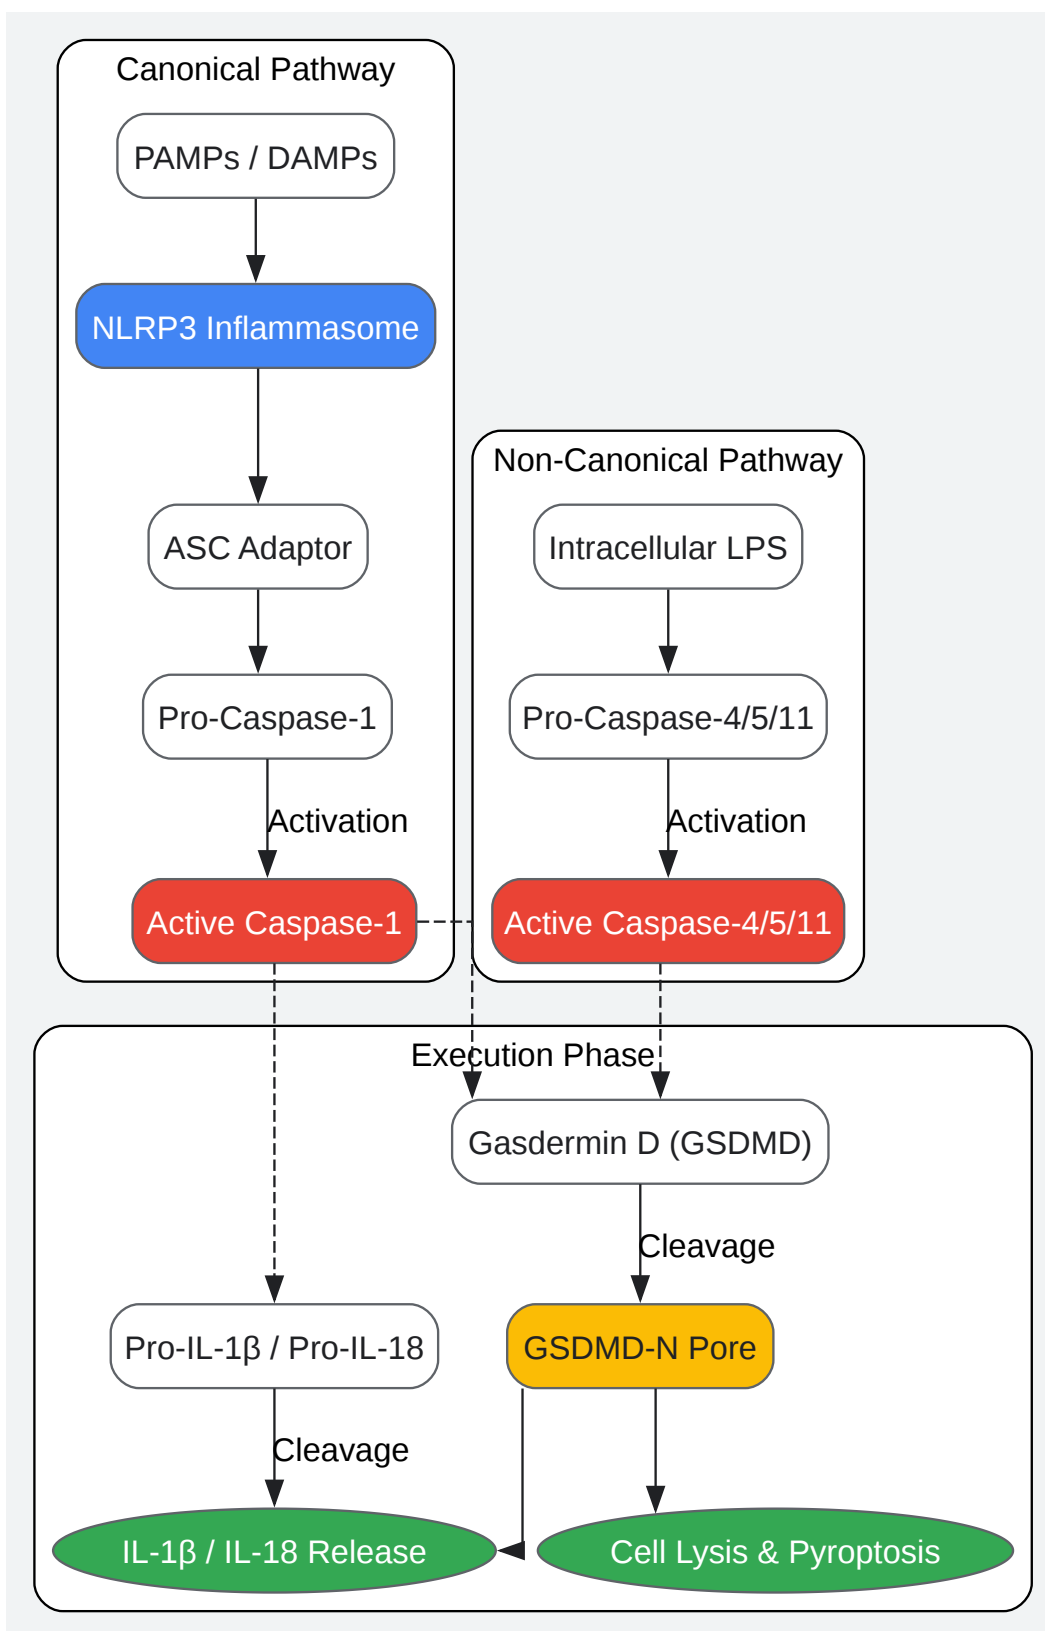 Canonical Pathway
PAMPs / DAMPs
NLRP3 Inflammasome
ASC Adaptor
Pro-Caspase-1
Activation
Active Caspase-1
Non-Canonical Pathway
Intracellular LPS
Pro-Caspase-4/5/11
Activation
Active Caspase-4/5/11
Execution Phase
Gasdermin D (GSDMD)
Cleavage
Pro-IL-1β / Pro-IL-18
GSDMD-N Pore
Cleavage
IL-1β / IL-18 Release
Cell Lysis & Pyroptosis